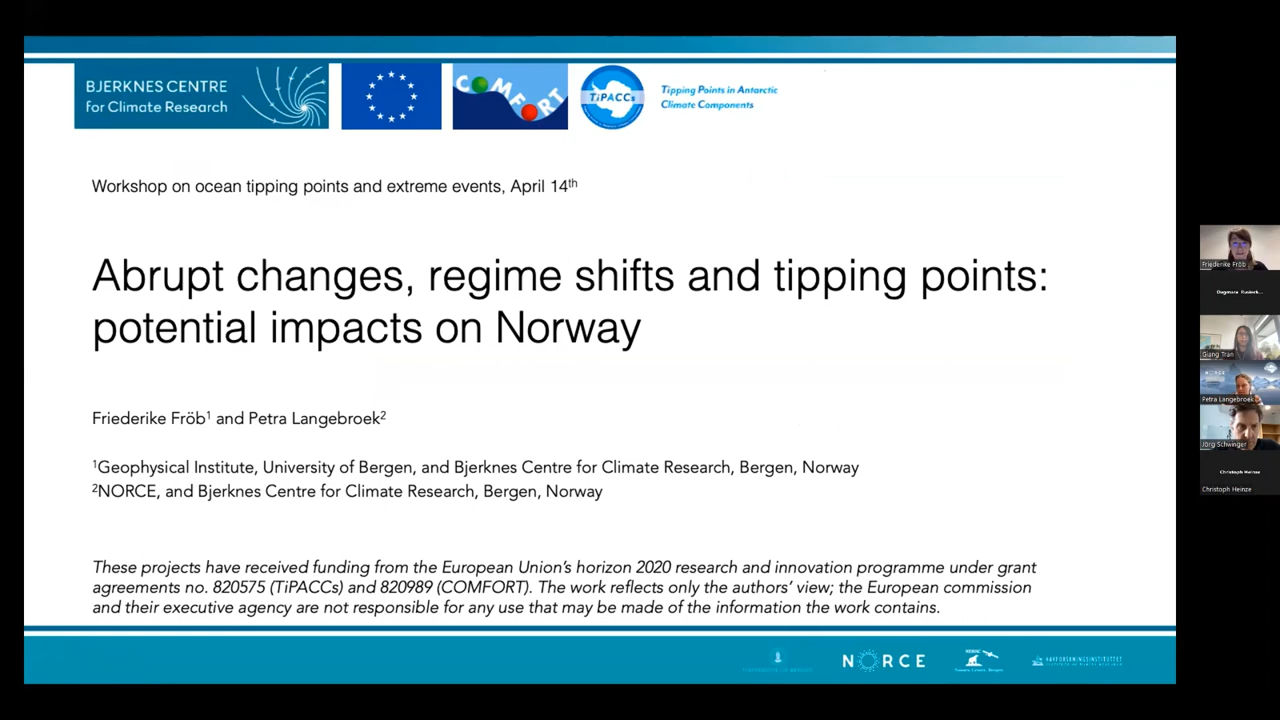 BJERKNES CENTRE
for Climate Research
COMFORT
TiPACCs
Tipping Points in Antarctic
Climate Components
Workshop on ocean tipping points and extreme events, April 14th
Abrupt changes, regime shifts and tipping points:
potential impacts on Norway
Friederike Fröb1 and Petra Langebroek2
1Geophysical Institute, University of Bergen, and Bjerknes Centre for Climate Research, Bergen, Norway
2NORCE, and Bjerknes Centre for Climate Research, Bergen, Norway
These projects have received funding from the European Union's horizon 2020 research and innovation programme under grant
agreements no. 820575 (TiPACCs) and 820989 (COMFORT). The work reflects only the authors' view; the European commission
and their executive agency are not responsible for any use that may be made of the information the work contains.
NORCE
HAVFORSKNINGSINSTITUTTET
Friederike Fröb
Giang Tran
NORCE
Petra Langebroek
Jörg Schwinger
Christoph Heinze
Christoph Heinze